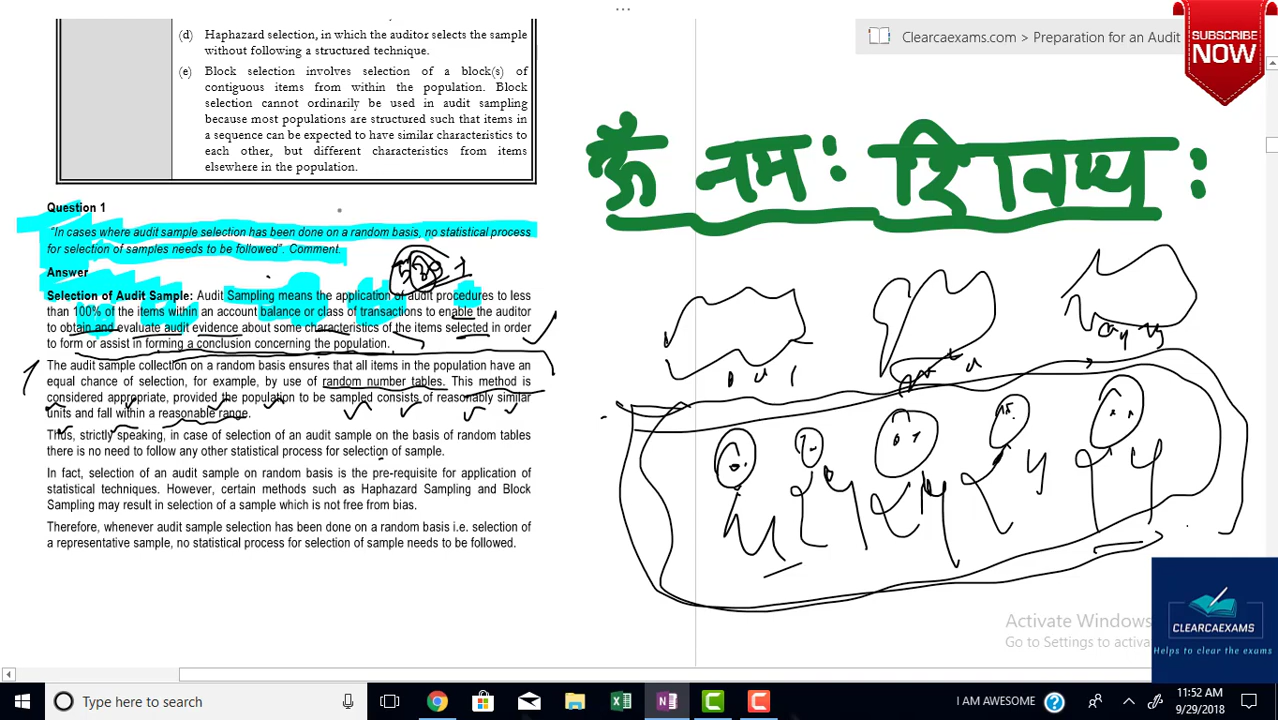 (d) Haphazard selection, in which the auditor selects the sample
without following a structured technique.
(e) Block selection involves selection of a block(s) of
contiguous items from within the population. Block
selection cannot ordinarily be used in audit sampling
because most populations are structured such that items in
a sequence can be expected to have similar characteristics to
each other, but different characteristics from items
elsewhere in the population.
Question 1
"In cases where audit sample selection has been done on a random basis, no statistical process
for selection of samples needs to be followed". Comment.
Answer
Selection of Audit Sample: Audit Sampling means the application of audit procedures to less
than 100% of the items within an account balance or class of transactions to enable the auditor
to obtain and evaluate audit evidence about some characteristics of the items selected in order
to form or assist in forming a conclusion concerning the population.
The audit sample collection on a random basis ensures that all items in the population have an
equal chance of selection, for example, by use of random number tables. This method is
considered appropriate, provided the population to be sampled consists of reasonably similar
units and fall within a reasonable range.
Thus, strictly speaking, in case of selection of an audit sample on the basis of random tables
there is no need to follow any other statistical process for selection of sample.
In fact, selection of an audit sample on random basis is the pre-requisite for application of
statistical techniques. However, certain methods such as Haphazard Sampling and Block
Sampling may result in selection of a sample which is not free from bias.
Therefore, whenever audit sample selection has been done on a random basis i.e. selection of
a representative sample, no statistical process for selection of sample needs to be followed.
Clearcaexams.com > Preparation for an Audit
SUBSCRIBE
NOW
नमः
Activate Windows
Go to Settings to activa
CLEARCAEXAMS
Helps to clear the exams
Type here to search
I AM AWESOME
11:52 AM
9/29/2018